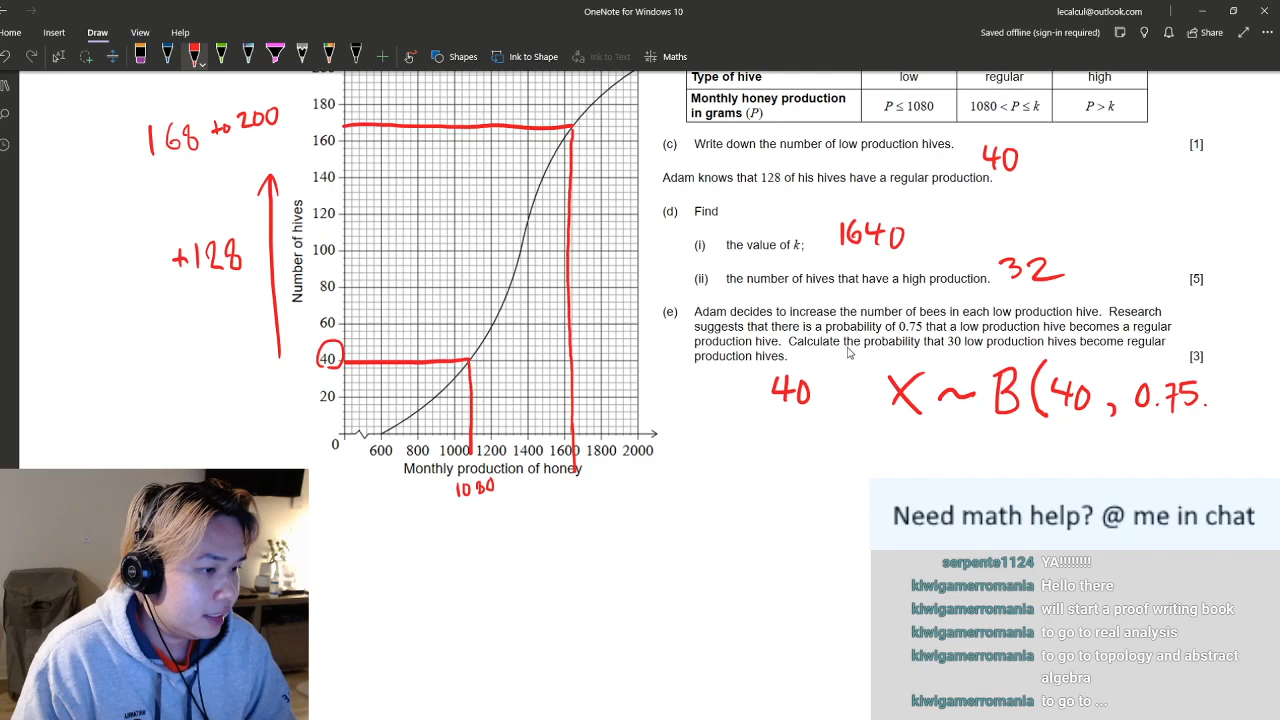 OneNote for Windows 10
lecalcul@outlook.com
Home Insert Draw View Help
Saved offline (sign-in required)
Share
Shapes
Ink to Shape
Ink to Text
Maths
Type of hive low regular high
Monthly honey production in grams (P) P ≤ 1080 1080 < P ≤ k P > k
(c) Write down the number of low production hives. [1]
40
Adam knows that 128 of his hives have a regular production.
(d) Find
(i) the value of k; 1640
(ii) the number of hives that have a high production. 32 [5]
(e) Adam decides to increase the number of bees in each low production hive. Research
suggests that there is a probability of 0.75 that a low production hive becomes a regular
production hive. Calculate the probability that 30 low production hives become regular
production hives. [3]
40 X ~ B(40, 0.75.
168 to 200
+128
Number of hives
180
160
140
120
100
80
60
40
20
0 600 800 1000 1200 1400 1600 1800 2000
Monthly production of honey
1080
Need math help? @ me in chat
serpente1124 YA!!!!!!!!
kiwigamerromania Hello there
kiwigamerromania will start a proof writing book
kiwigamerromania to go to real analysis
kiwigamerromania to go to topology and abstract
algebra
kiwigamerromania to go to ...